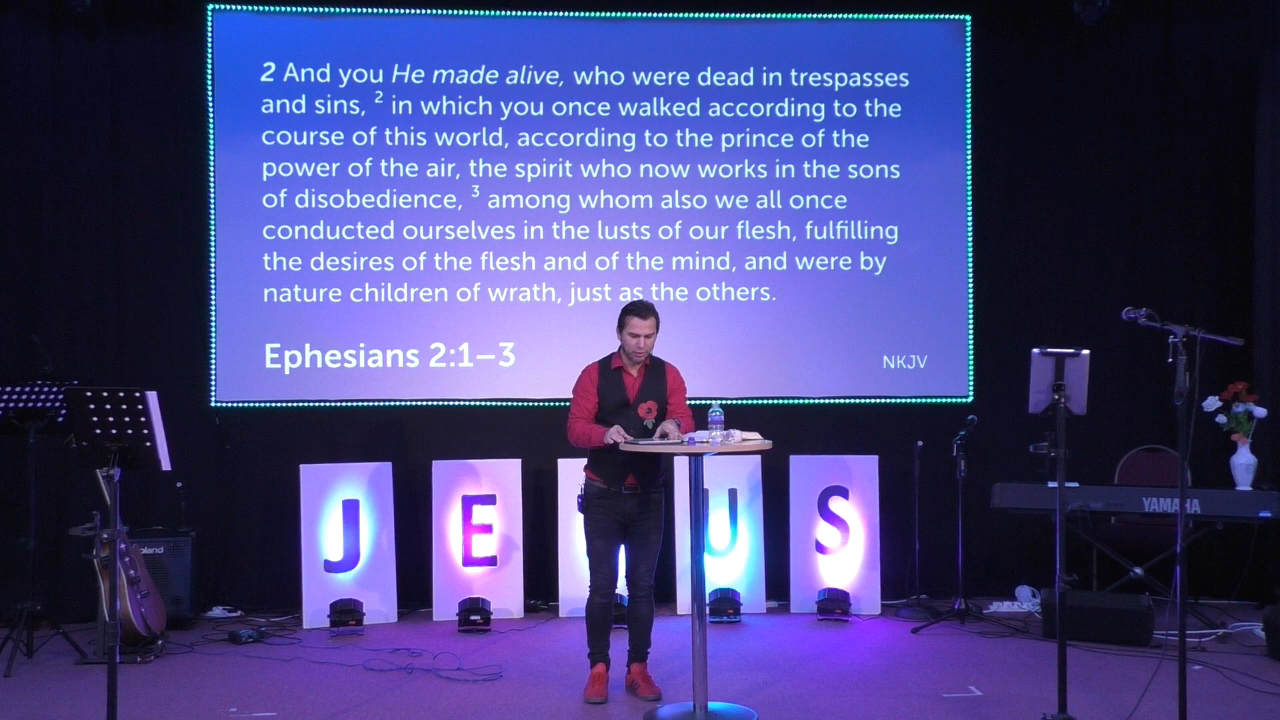 2 And you He made alive, who were dead in trespasses
and sins, 2 in which you once walked according to the
course of this world, according to the prince of the
power of the air, the spirit who now works in the sons
of disobedience, 3 among whom also we all once
conducted ourselves in the lusts of our flesh, fulfilling
the desires of the flesh and of the mind, and were by
nature children of wrath, just as the others.
Ephesians 2:1–3
NKJV
J E U S
YAMAHA
Roland